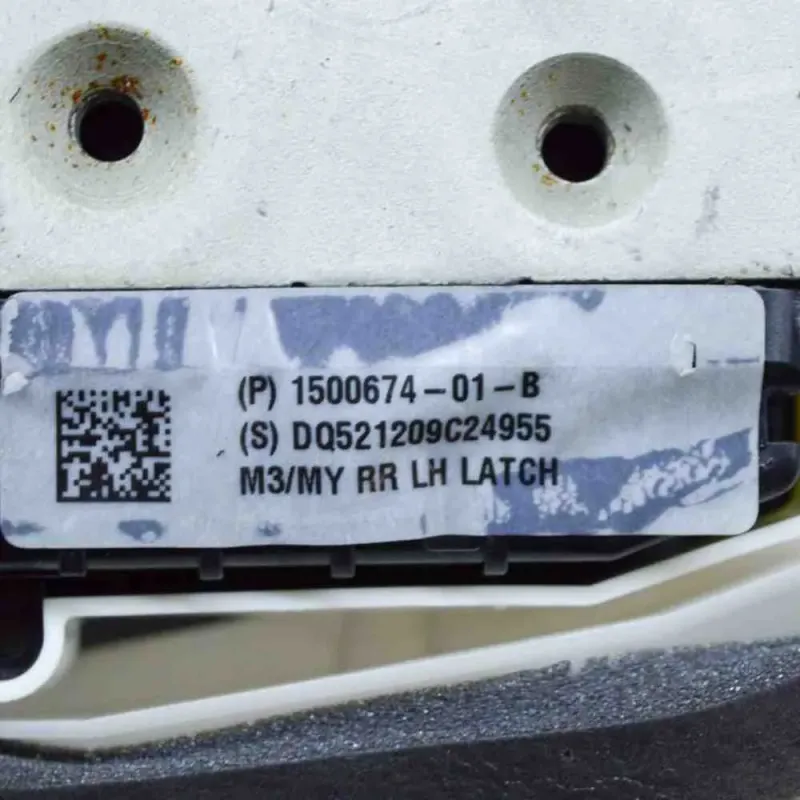 (P) 1500674-01-B
(S) DQ521209C24955
M3/MY RR LH LATCH